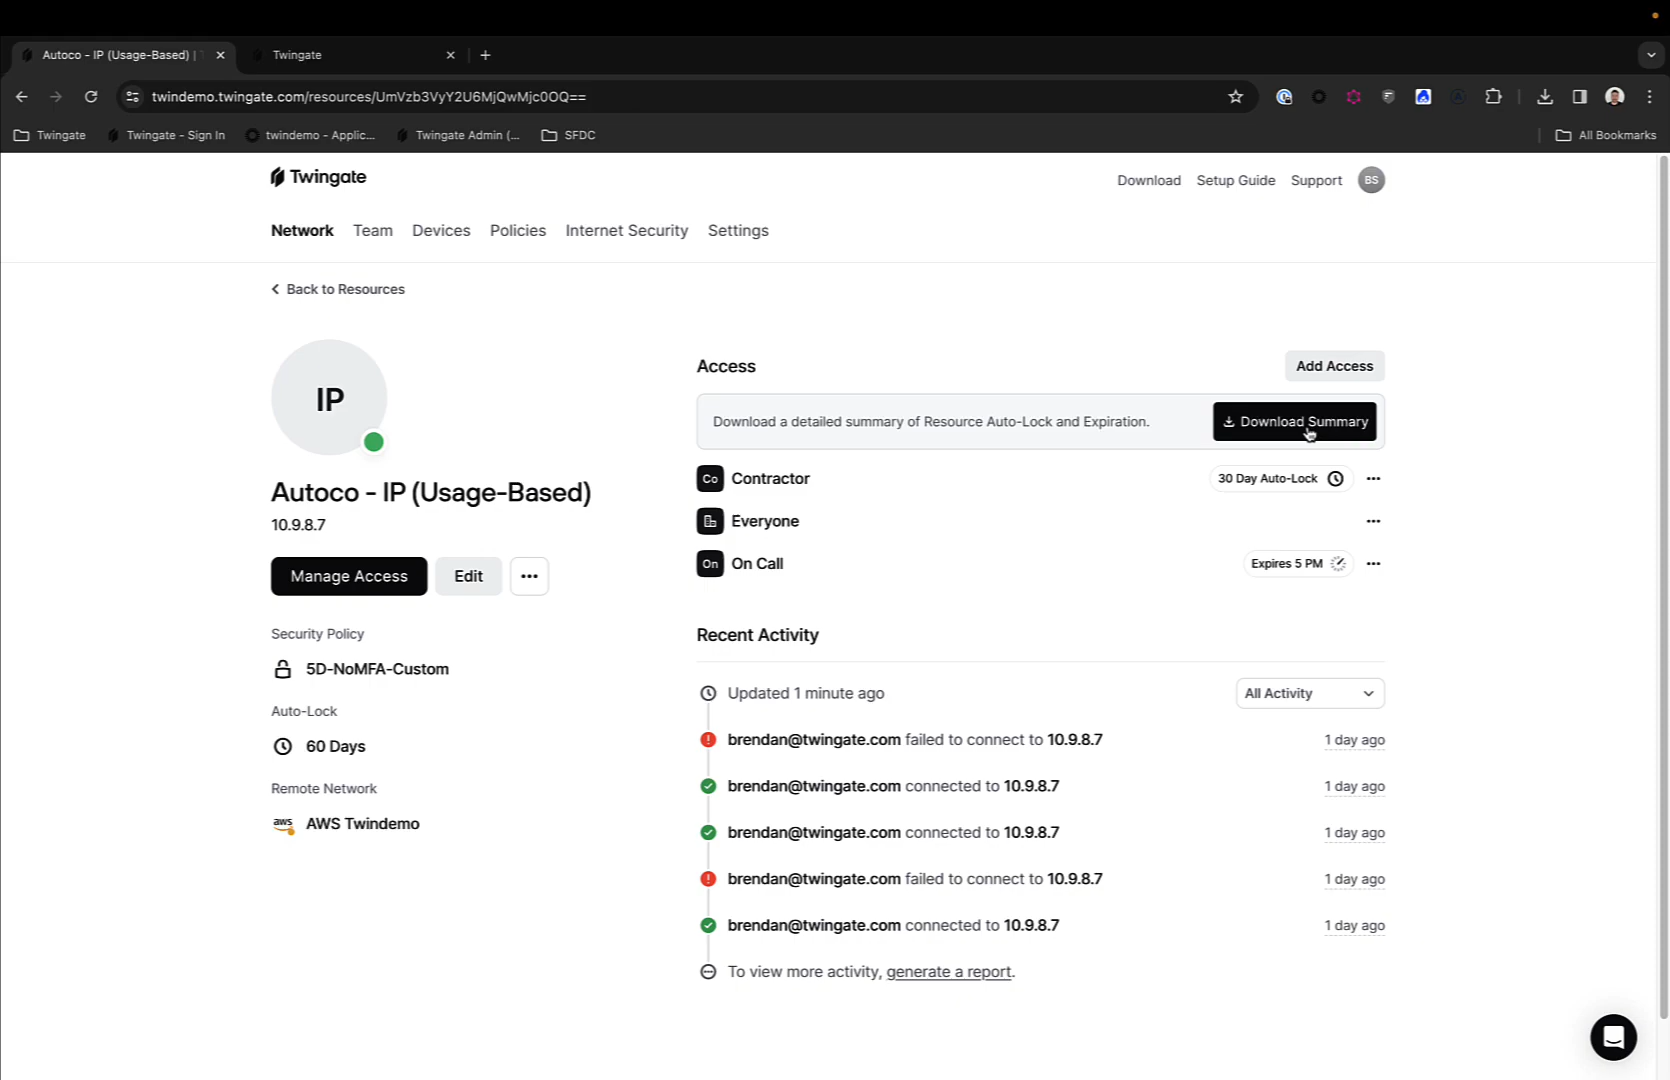 Autoco - IP (Usage-Based) | T
Twingate
twindemo.twingate.com/resources/UmVzb3VyY2U6MjQwMjc0OQ==
Twingate
Twingate - Sign In
twindemo - Applic...
Twingate Admin (...
SFDC
All Bookmarks
Twingate
Download
Setup Guide
Support
BS
Network
Team
Devices
Policies
Internet Security
Settings
Back to Resources
IP
Autoco - IP (Usage-Based)
10.9.8.7
Manage Access
Edit
Security Policy
5D-NoMFA-Custom
Auto-Lock
60 Days
Remote Network
aws
AWS Twindemo
Access
Add Access
Download a detailed summary of Resource Auto-Lock and Expiration.
Download Summary
Co
Contractor
30 Day Auto-Lock
Everyone
On
On Call
Expires 5 PM
Recent Activity
Updated 1 minute ago
All Activity
brendan@twingate.com failed to connect to 10.9.8.7
1 day ago
brendan@twingate.com connected to 10.9.8.7
1 day ago
brendan@twingate.com connected to 10.9.8.7
1 day ago
brendan@twingate.com failed to connect to 10.9.8.7
1 day ago
brendan@twingate.com connected to 10.9.8.7
1 day ago
To view more activity, generate a report.